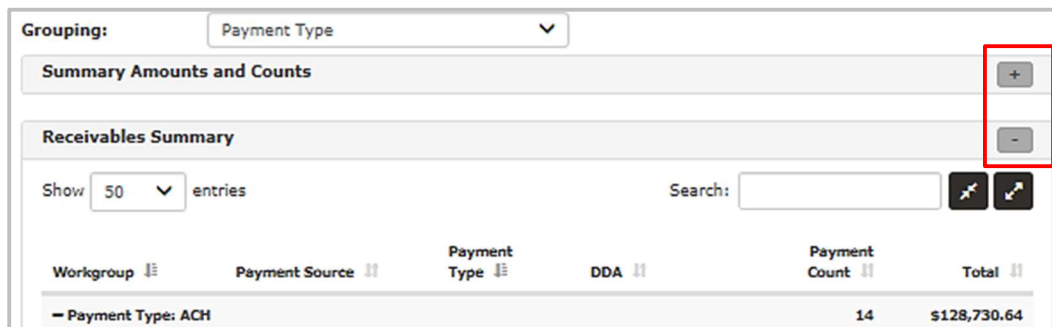 Grouping: Payment Type
Summary Amounts and Counts +
Receivables Summary -
Show 50 entries Search:
Workgroup Payment Source Payment Type DDA Payment Count Total
– Payment Type: ACH 14 $128,730.64